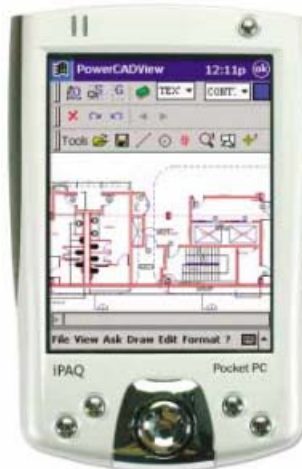 PowerCADView 12:11p ok
TEX CONT.
Tools
File View Ask Draw Edit Format ?
iPAQ Pocket PC